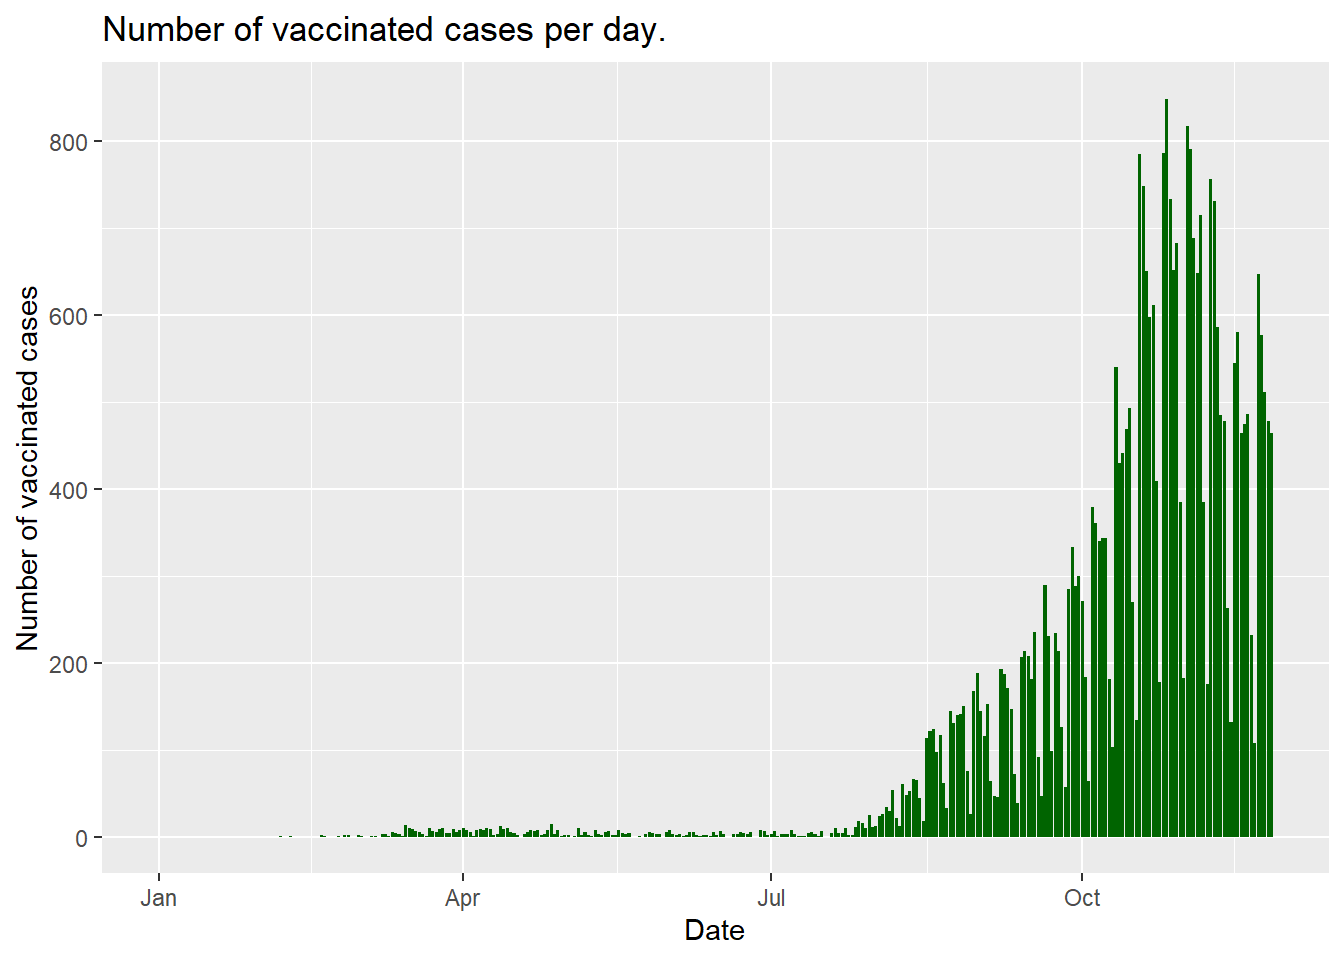 Number of vaccinated cases per day.
Number of vaccinated cases
800
600
400
200
0
Jan Apr Jul Oct
Date